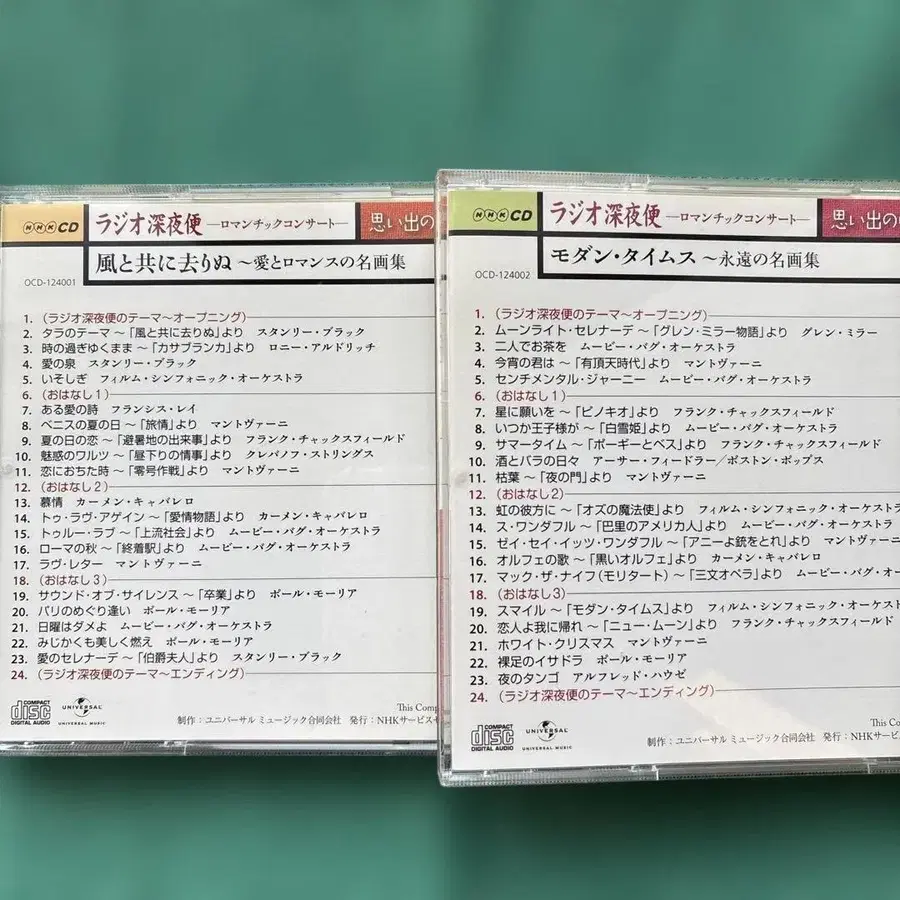 NHK CD
ラジオ深夜便 ―ロマンチックコンサート―
思い出の
風と共に去りぬ 〜愛とロマンスの名画集
OCD-124001
1. (ラジオ深夜便のテーマ〜オープニング)
2. タラのテーマ 〜「風と共に去りぬ」より スタンリー・ブラック
3. 時の過ぎゆくまま 〜「カサブランカ」より ロニー・アルドリッチ
4. 愛の泉 スタンリー・ブラック
5. いそしぎ フィルム・シンフォニック・オーケストラ
6. (おはなし1)
7. ある愛の詩 フランシス・レイ
8. ベニスの夏の日 〜「旅情」より マントヴァーニ
9. 夏の日の恋 〜「避暑地の出来事」より フランク・チャックスフィールド
10. 魅惑のワルツ 〜「昼下りの情事」より クレバノフ・ストリングス
11. 恋におちた時 〜「零号作戦」より マントヴァーニ
12. (おはなし2)
13. 慕情 カーメン・キャバレロ
14. トゥ・ラヴ・アゲイン 〜「愛情物語」より カーメン・キャバレロ
15. トゥルー・ラブ 〜「上流社会」より ムービー・バグ・オーケストラ
16. ローマの秋 〜「終着駅」より ムービー・バグ・オーケストラ
17. ラヴ・レター マントヴァーニ
18. (おはなし3)
19. サウンド・オブ・サイレンス 〜「卒業」より ポール・モーリア
20. パリのめぐり逢い ポール・モーリア
21. 日曜はダメよ ムービー・バグ・オーケストラ
22. みじかくも美しく燃え ポール・モーリア
23. 愛のセレナーデ 〜「伯爵夫人」より スタンリー・ブラック
24. (ラジオ深夜便のテーマ〜エンディング)
COMPACT disc DIGITAL AUDIO
UNIVERSAL UNIVERSAL MUSIC
This Comp
制作：ユニバーサル ミュージック合同会社 発行：NHKサービスセ
NHK CD
ラジオ深夜便 ―ロマンチックコンサート―
思い出の
モダン・タイムス 〜永遠の名画集
OCD-124002
1. (ラジオ深夜便のテーマ〜オープニング)
2. ムーンライト・セレナーデ 〜「グレン・ミラー物語」より グレン・ミラー
3. 二人でお茶を ムービー・バグ・オーケストラ
4. 今宵の君は 〜「有頂天時代」より マントヴァーニ
5. センチメンタル・ジャーニー ムービー・バグ・オーケストラ
6. (おはなし1)
7. 星に願いを 〜「ピノキオ」より フランク・チャックスフィールド
8. いつか王子様が 〜「白雪姫」より ムービー・バグ・オーケストラ
9. サマータイム 〜「ポーギーとベス」より フランク・チャックスフィールド
10. 酒とバラの日々 アーサー・フィードラー／ボストン・ポップス
11. 枯葉 〜「夜の門」より マントヴァーニ
12. (おはなし2)
13. 虹の彼方に 〜「オズの魔法使」より フィルム・シンフォニック・オーケスト
14. ス・ワンダフル 〜「巴里のアメリカ人」より ムービー・バグ・オーケストラ
15. ゼイ・セイ・イッツ・ワンダフル 〜「アニーよ銃をとれ」より マントヴァーニ
16. オルフェの歌 〜「黒いオルフェ」より カーメン・キャバレロ
17. マック・ザ・ナイフ(モリタート) 〜「三文オペラ」より ムービー・バグ・オー
18. (おはなし3)
19. スマイル 〜「モダン・タイムス」より フィルム・シンフォニック・オーケスト
20. 恋人よ我に帰れ 〜「ニュー・ムーン」より フランク・チャックスフィールド
21. ホワイト・クリスマス マントヴァーニ
22. 裸足のイサドラ ポール・モーリア
23. 夜のタンゴ アルフレッド・ハウゼ
24. (ラジオ深夜便のテーマ〜エンディング)
COMPACT disc DIGITAL AUDIO
UNIVERSAL UNIVERSAL MUSIC
This Co
制作：ユニバーサル ミュージック合同会社 発行：NHKサービス